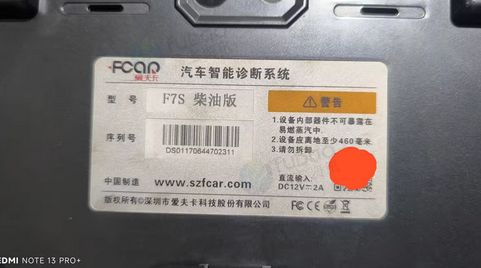 FCAR
爱夫卡
汽车智能诊断系统
型 号 F7S 柴油版
序列号
DS01170844702311
警告
1.设备内部器件不可暴露在
易燃蒸汽中.
2.设备应离地至少460毫米.
3.请勿拆卸.
中国制造 www.szfcar.com
直流输入
DC12V 2A
版权所有©深圳市爱夫卡科技股份有限公司
FC CE
REDMI NOTE 13 PRO+